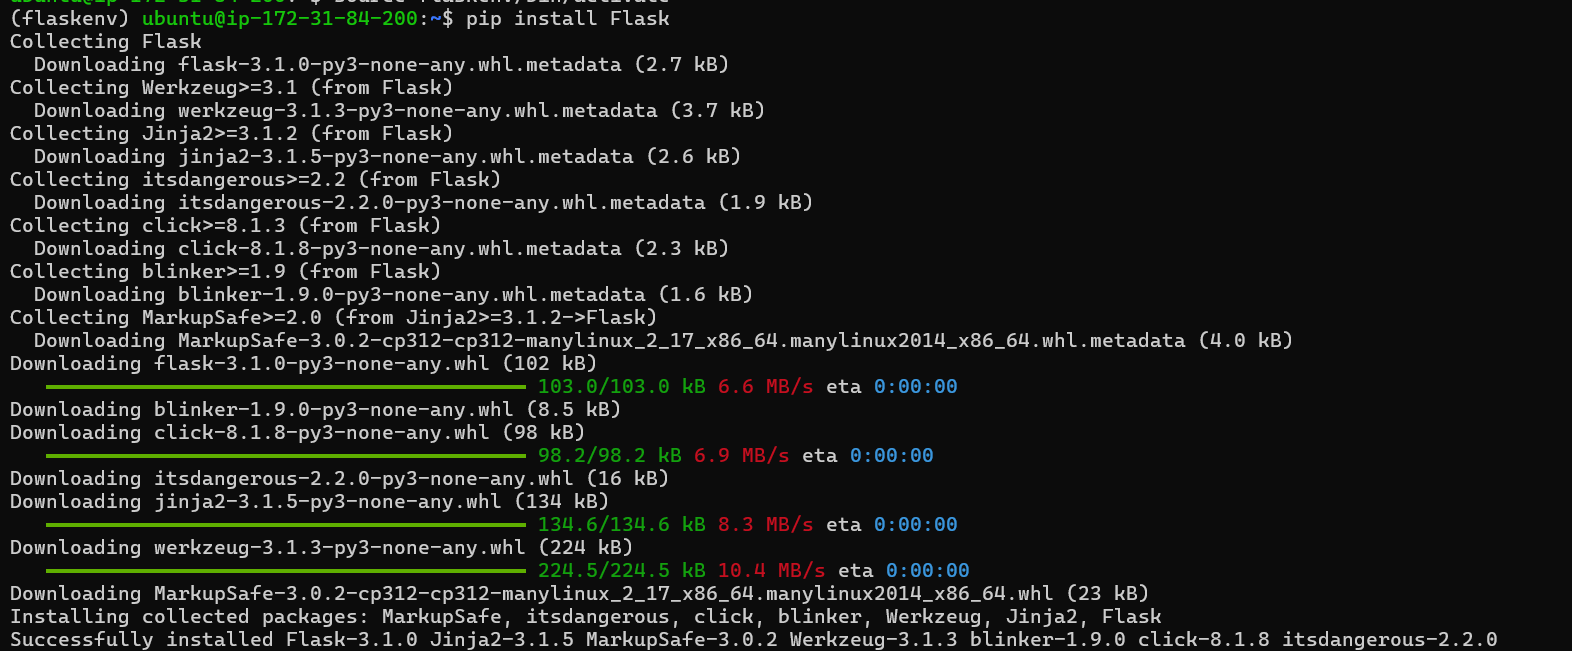 (flaskenv) ubuntu@ip-172-31-84-200:~$ pip install Flask
Collecting Flask
  Downloading flask-3.1.0-py3-none-any.whl.metadata (2.7 kB)
Collecting Werkzeug>=3.1 (from Flask)
  Downloading werkzeug-3.1.3-py3-none-any.whl.metadata (3.7 kB)
Collecting Jinja2>=3.1.2 (from Flask)
  Downloading jinja2-3.1.5-py3-none-any.whl.metadata (2.6 kB)
Collecting itsdangerous>=2.2 (from Flask)
  Downloading itsdangerous-2.2.0-py3-none-any.whl.metadata (1.9 kB)
Collecting click>=8.1.3 (from Flask)
  Downloading click-8.1.8-py3-none-any.whl.metadata (2.3 kB)
Collecting blinker>=1.9 (from Flask)
  Downloading blinker-1.9.0-py3-none-any.whl.metadata (1.6 kB)
Collecting MarkupSafe>=2.0 (from Jinja2>=3.1.2->Flask)
  Downloading MarkupSafe-3.0.2-cp312-cp312-manylinux_2_17_x86_64.manylinux2014_x86_64.whl.metadata (4.0 kB)
Downloading flask-3.1.0-py3-none-any.whl (102 kB)
103.0/103.0 kB 6.6 MB/s eta 0:00:00
Downloading blinker-1.9.0-py3-none-any.whl (8.5 kB)
Downloading click-8.1.8-py3-none-any.whl (98 kB)
98.2/98.2 kB 6.9 MB/s eta 0:00:00
Downloading itsdangerous-2.2.0-py3-none-any.whl (16 kB)
Downloading jinja2-3.1.5-py3-none-any.whl (134 kB)
134.6/134.6 kB 8.3 MB/s eta 0:00:00
Downloading werkzeug-3.1.3-py3-none-any.whl (224 kB)
224.5/224.5 kB 10.4 MB/s eta 0:00:00
Downloading MarkupSafe-3.0.2-cp312-cp312-manylinux_2_17_x86_64.manylinux2014_x86_64.whl (23 kB)
Installing collected packages: MarkupSafe, itsdangerous, click, blinker, Werkzeug, Jinja2, Flask
Successfully installed Flask-3.1.0 Jinja2-3.1.5 MarkupSafe-3.0.2 Werkzeug-3.1.3 blinker-1.9.0 click-8.1.8 itsdangerous-2.2.0